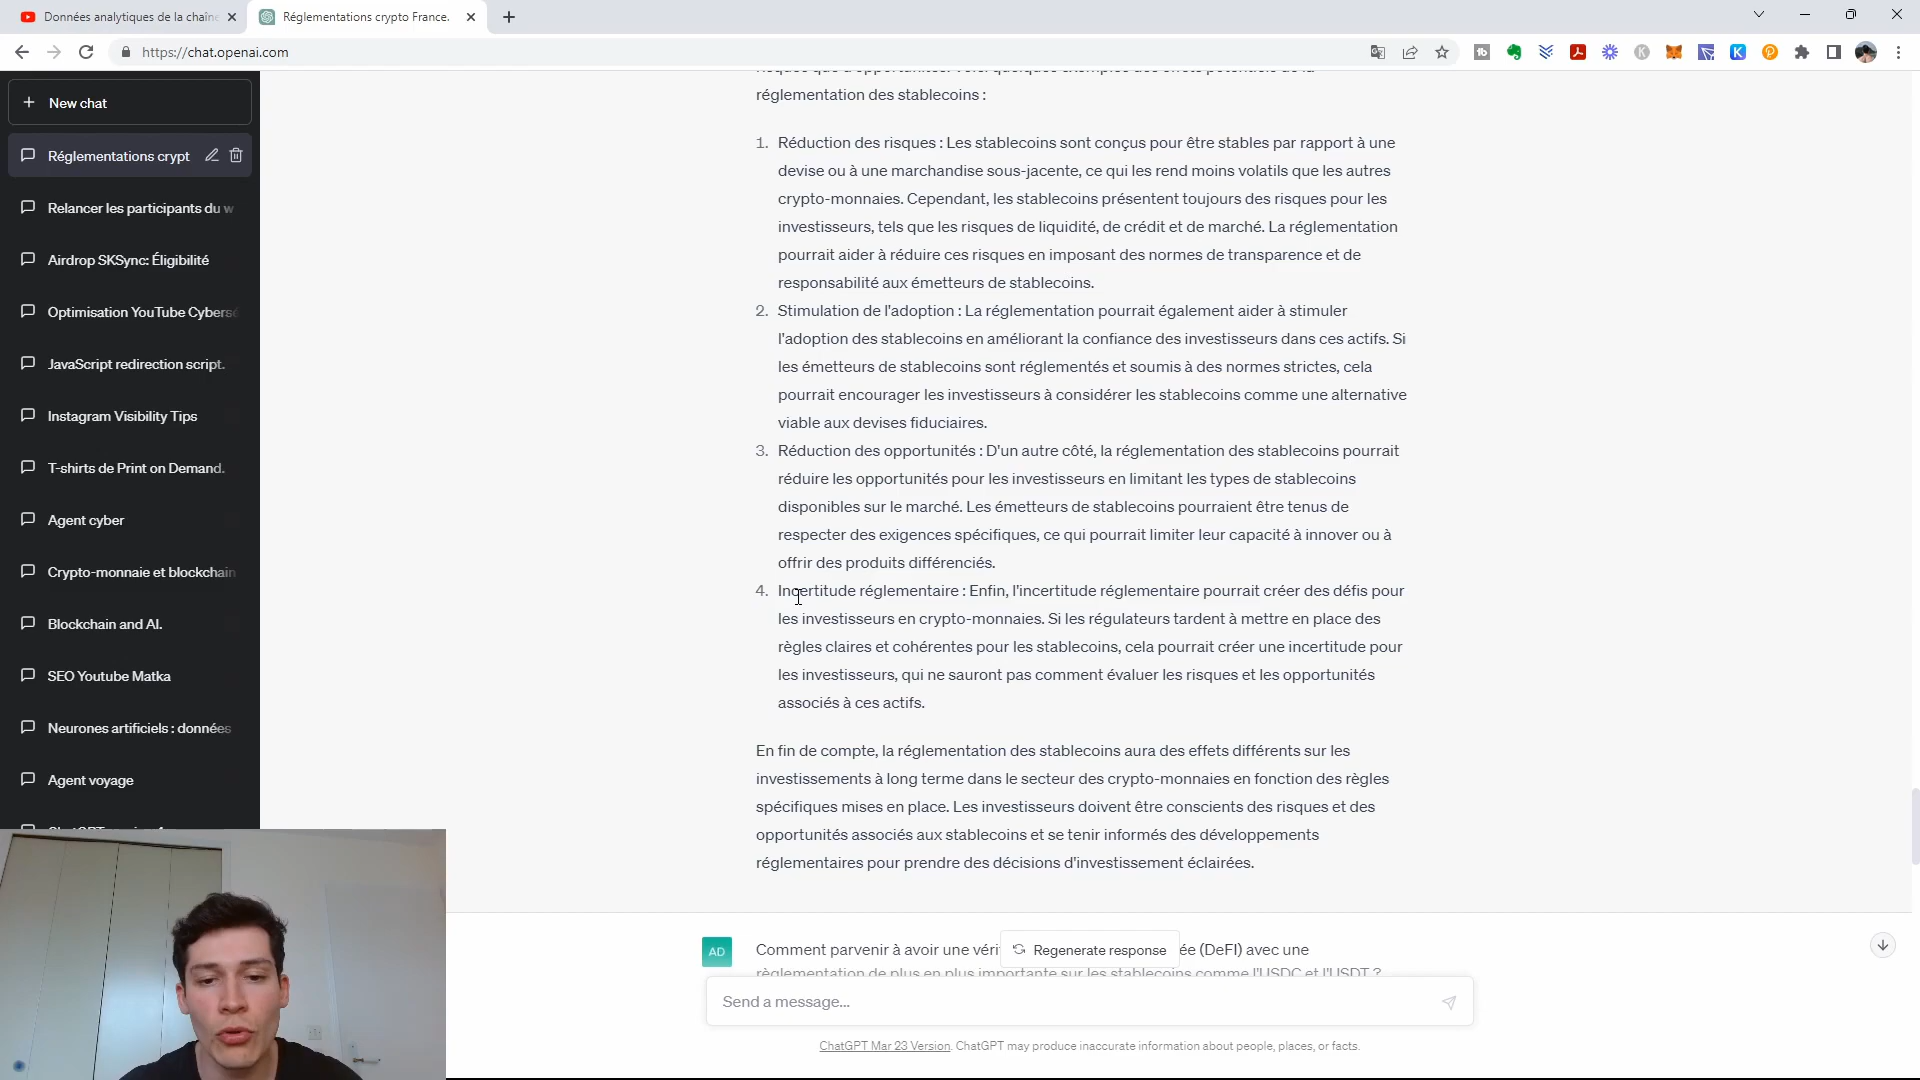 Données analytiques de la chaîne
Réglementations crypto France.
https://chat.openai.com
New chat
Réglementations crypt
Relancer les participants du w
Airdrop SKSync: Éligibilité
Optimisation YouTube Cybersé
JavaScript redirection script.
Instagram Visibility Tips
T-shirts de Print on Demand.
Agent cyber
Crypto-monnaie et blockchain
Blockchain and AI.
SEO Youtube Matka
Neurones artificiels : données
Agent voyage
réglementation des stablecoins :
1. Réduction des risques : Les stablecoins sont conçus pour être stables par rapport à une
devise ou à une marchandise sous-jacente, ce qui les rend moins volatils que les autres
crypto-monnaies. Cependant, les stablecoins présentent toujours des risques pour les
investisseurs, tels que les risques de liquidité, de crédit et de marché. La réglementation
pourrait aider à réduire ces risques en imposant des normes de transparence et de
responsabilité aux émetteurs de stablecoins.
2. Stimulation de l'adoption : La réglementation pourrait également aider à stimuler
l'adoption des stablecoins en améliorant la confiance des investisseurs dans ces actifs. Si
les émetteurs de stablecoins sont réglementés et soumis à des normes strictes, cela
pourrait encourager les investisseurs à considérer les stablecoins comme une alternative
viable aux devises fiduciaires.
3. Réduction des opportunités : D'un autre côté, la réglementation des stablecoins pourrait
réduire les opportunités pour les investisseurs en limitant les types de stablecoins
disponibles sur le marché. Les émetteurs de stablecoins pourraient être tenus de
respecter des exigences spécifiques, ce qui pourrait limiter leur capacité à innover ou à
offrir des produits différenciés.
4. Incertitude réglementaire : Enfin, l'incertitude réglementaire pourrait créer des défis pour
les investisseurs en crypto-monnaies. Si les régulateurs tardent à mettre en place des
règles claires et cohérentes pour les stablecoins, cela pourrait créer une incertitude pour
les investisseurs, qui ne sauront pas comment évaluer les risques et les opportunités
associés à ces actifs.
En fin de compte, la réglementation des stablecoins aura des effets différents sur les
investissements à long terme dans le secteur des crypto-monnaies en fonction des règles
spécifiques mises en place. Les investisseurs doivent être conscients des risques et des
opportunités associés aux stablecoins et se tenir informés des développements
réglementaires pour prendre des décisions d'investissement éclairées.
AD
Comment parvenir à avoir une véri
Regenerate response
ée (DeFI) avec une
règlementation de plus en plus importante sur les stablecoins comme l'USDC et l'USDT ?
Send a message...
ChatGPT Mar 23 Version. ChatGPT may produce inaccurate information about people, places, or facts.